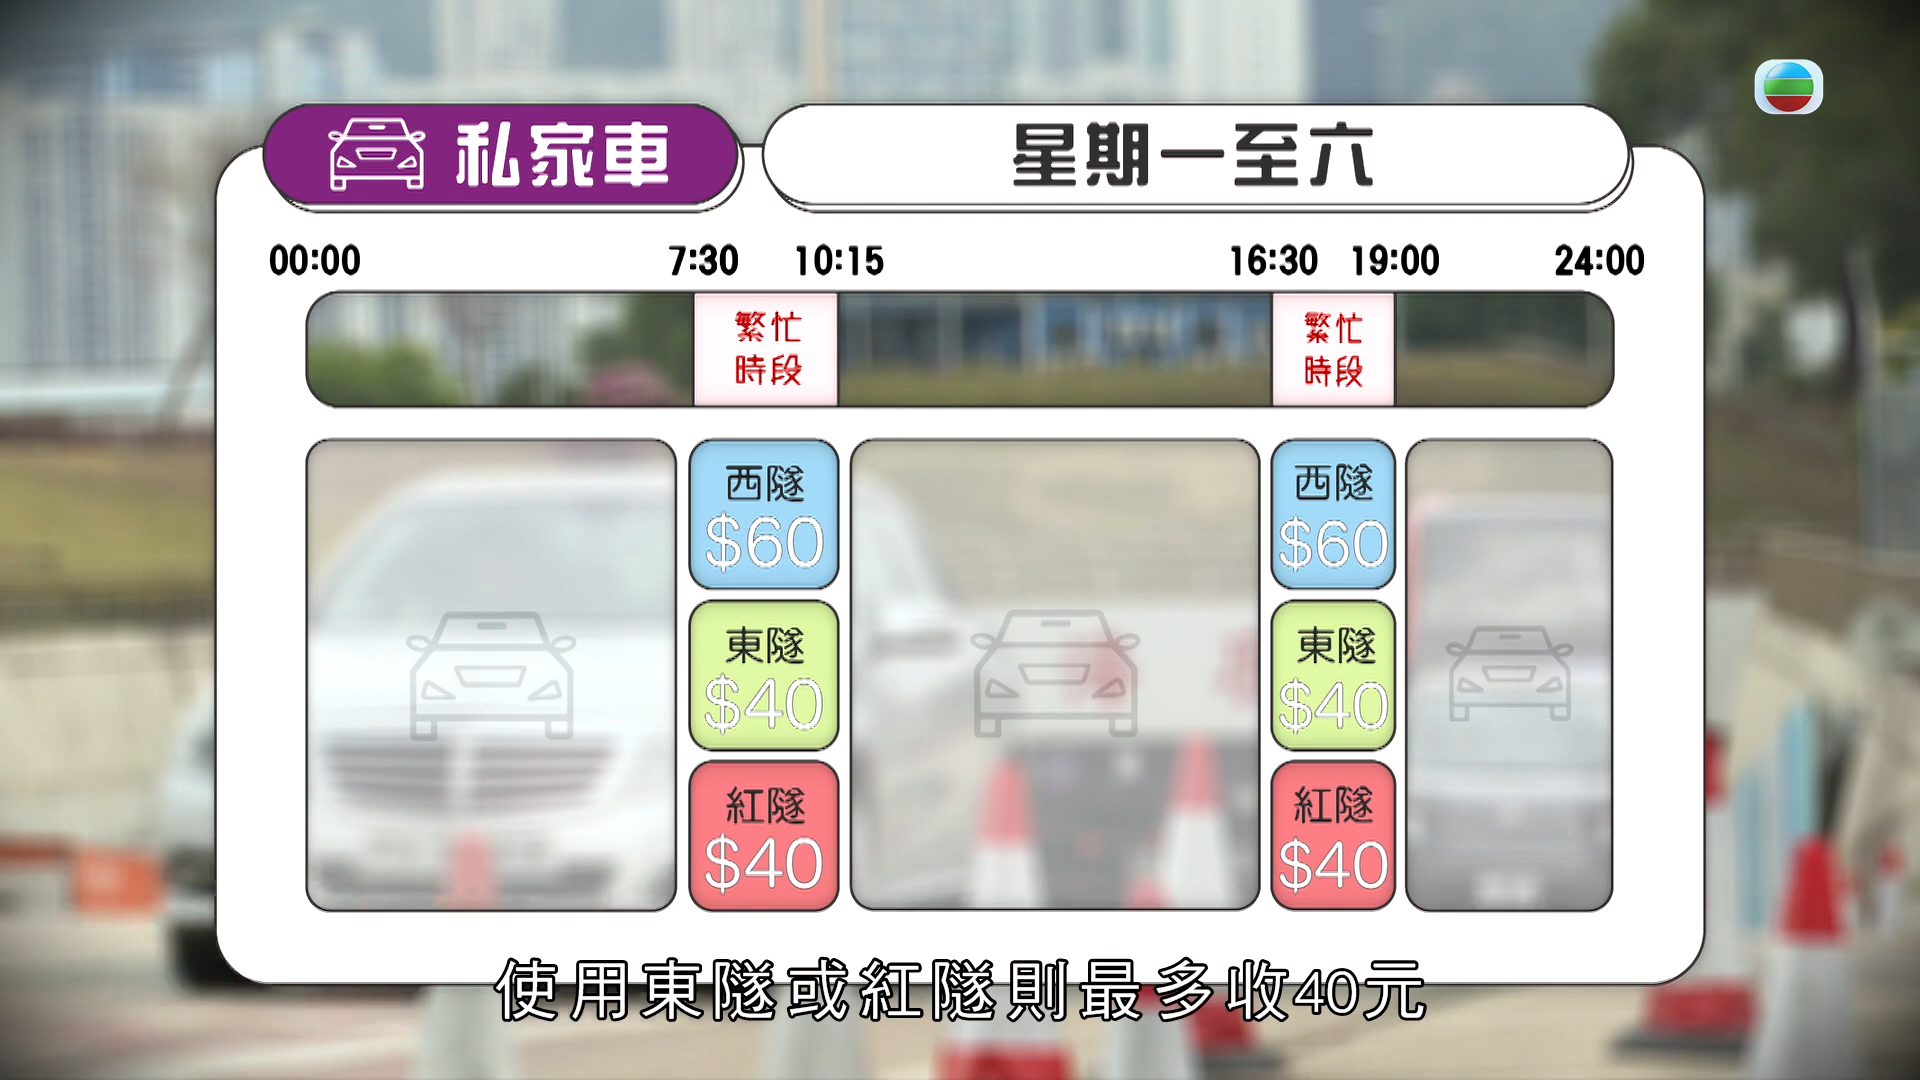 私家車
星期一至六
00:00 7:30 10:15 16:30 19:00 24:00
繁忙
時段
繁忙
時段
西隧
$60
東隧
$40
紅隧
$40
西隧
$60
東隧
$40
紅隧
$40
使用東隧或紅隧則最多收40元